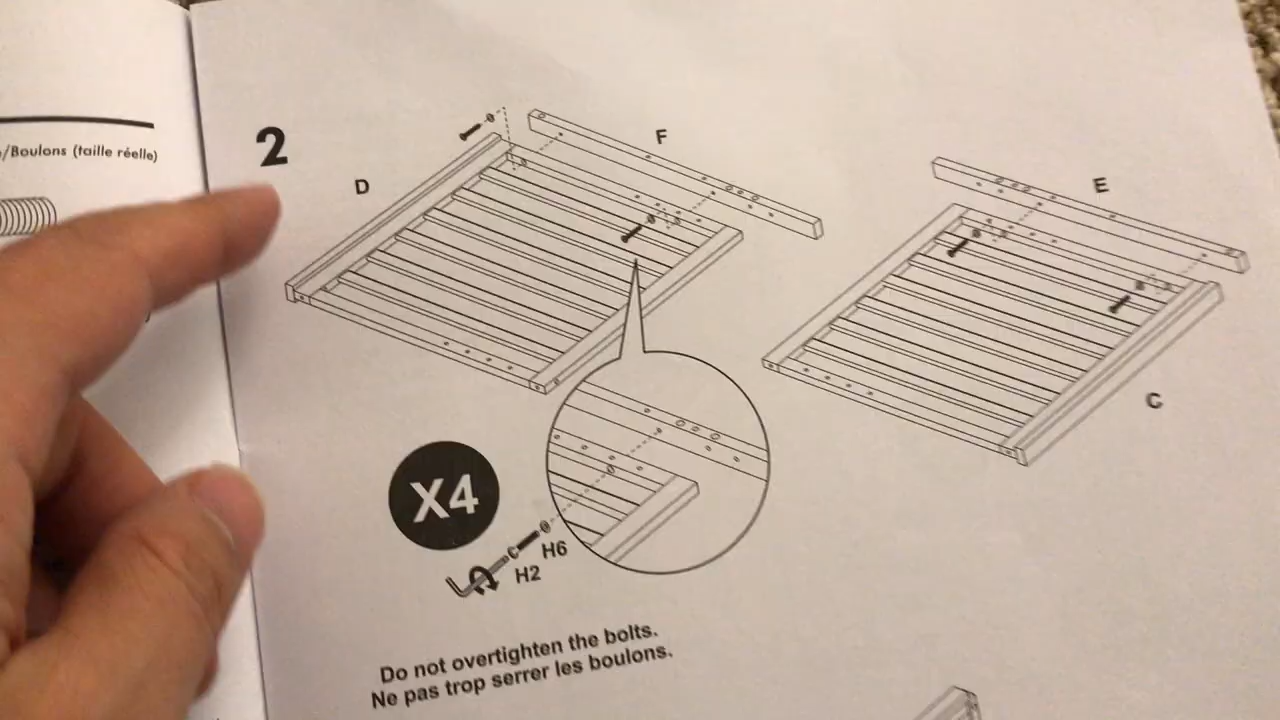 /Boulons (taille réelle)
2
D
F
E
C
X4
H6
H2
Do not overtighten the bolts.
Ne pas trop serrer les boulons.